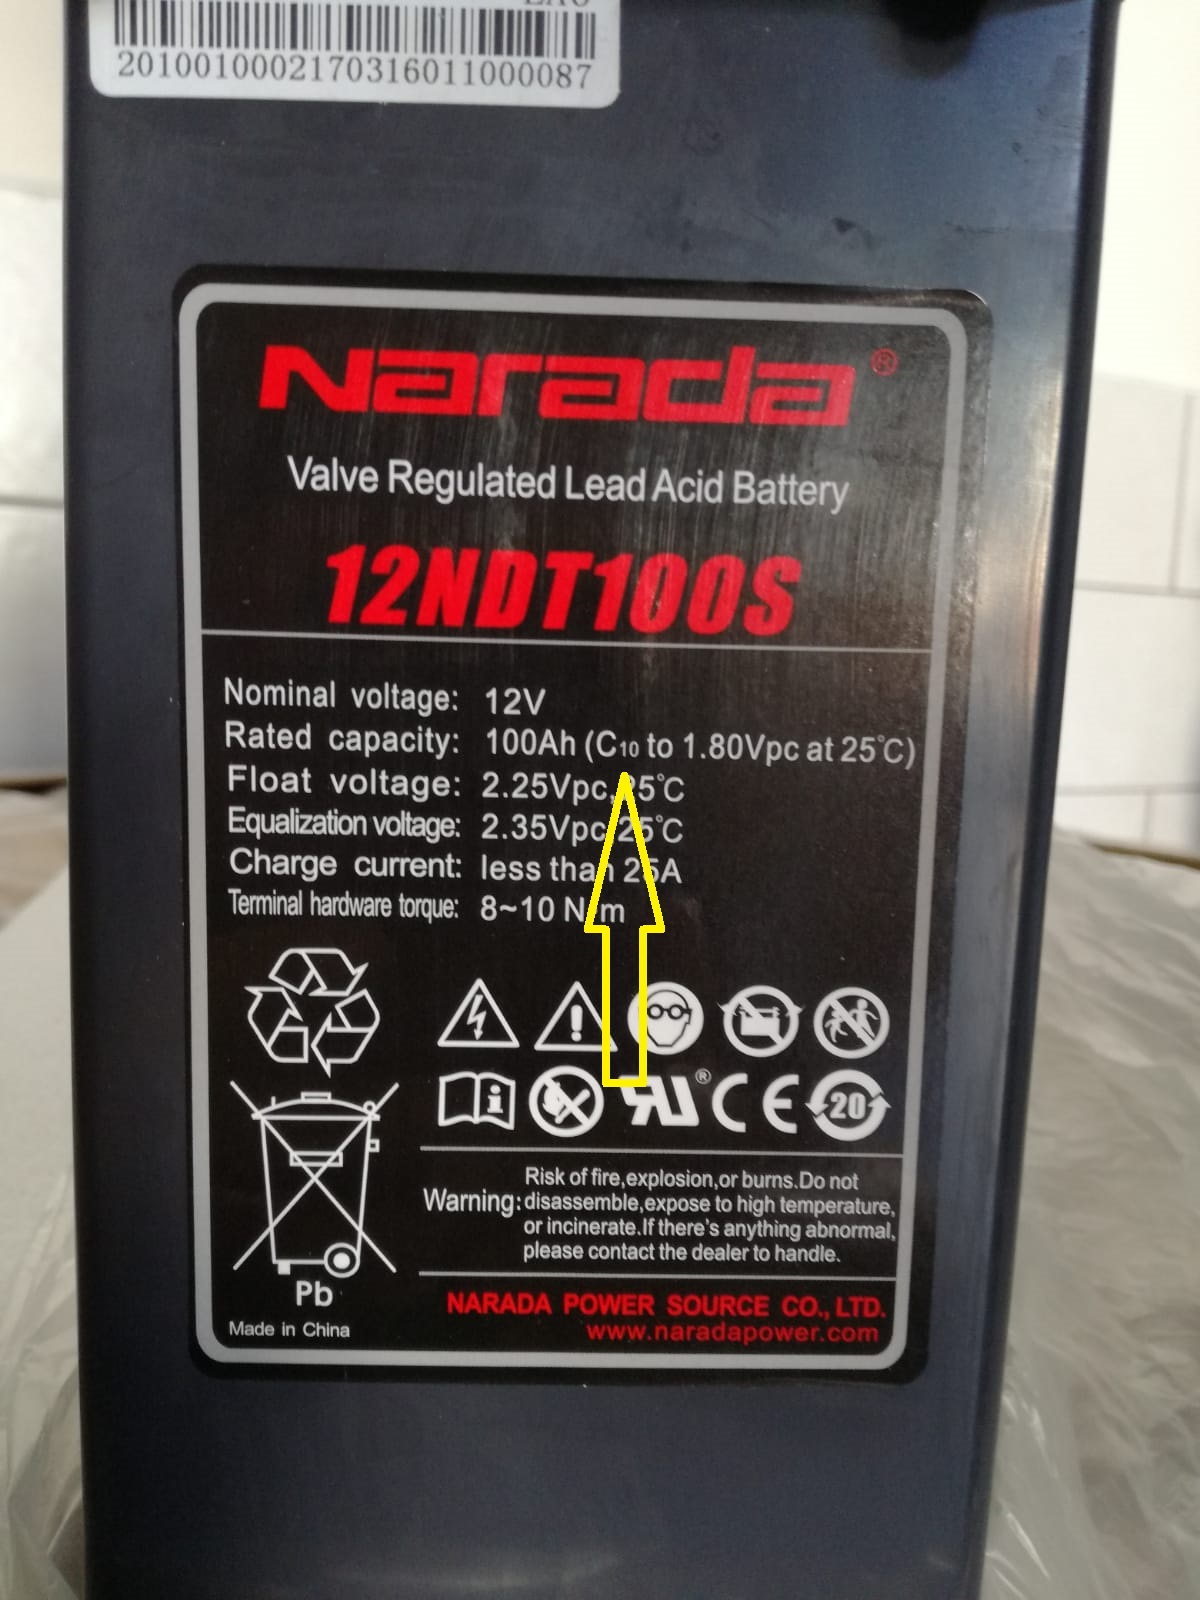 201001000217031601100087
Narada ®
Valve Regulated Lead Acid Battery
12NDT100S
Nominal voltage: 12V
Rated capacity: 100Ah (C10 to 1.80Vpc at 25℃)
Float voltage: 2.25Vpc, 25℃
Equalization voltage: 2.35Vpc 25℃
Charge current: less than 25A
Terminal hardware torque: 8~10 N m
® CE 20
Warning: Risk of fire,explosion,or burns.Do not
disassemble,expose to high temperature,
or incinerate.If there's anything abnormal,
please contact the dealer to handle.
Pb
Made in China
NARADA POWER SOURCE CO., LTD.
www.naradapower.com